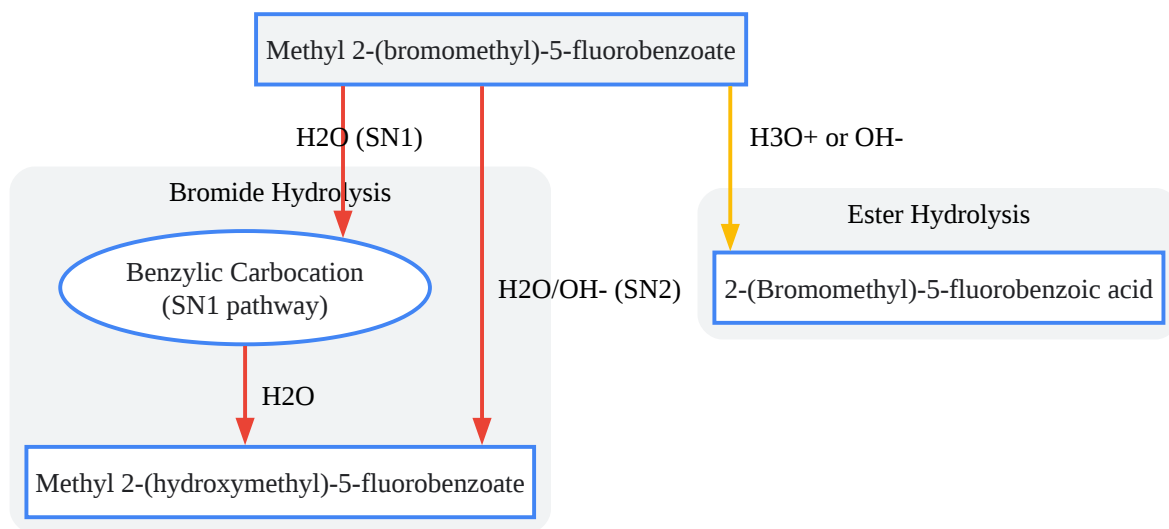 Methyl 2-(bromomethyl)-5-fluorobenzoate
H2O (SN1)
H3O+ or OH-
Bromide Hydrolysis
Ester Hydrolysis
Benzylic Carbocation
(SN1 pathway)
H2O/OH- (SN2)
2-(Bromomethyl)-5-fluorobenzoic acid
H2O
Methyl 2-(hydroxymethyl)-5-fluorobenzoate